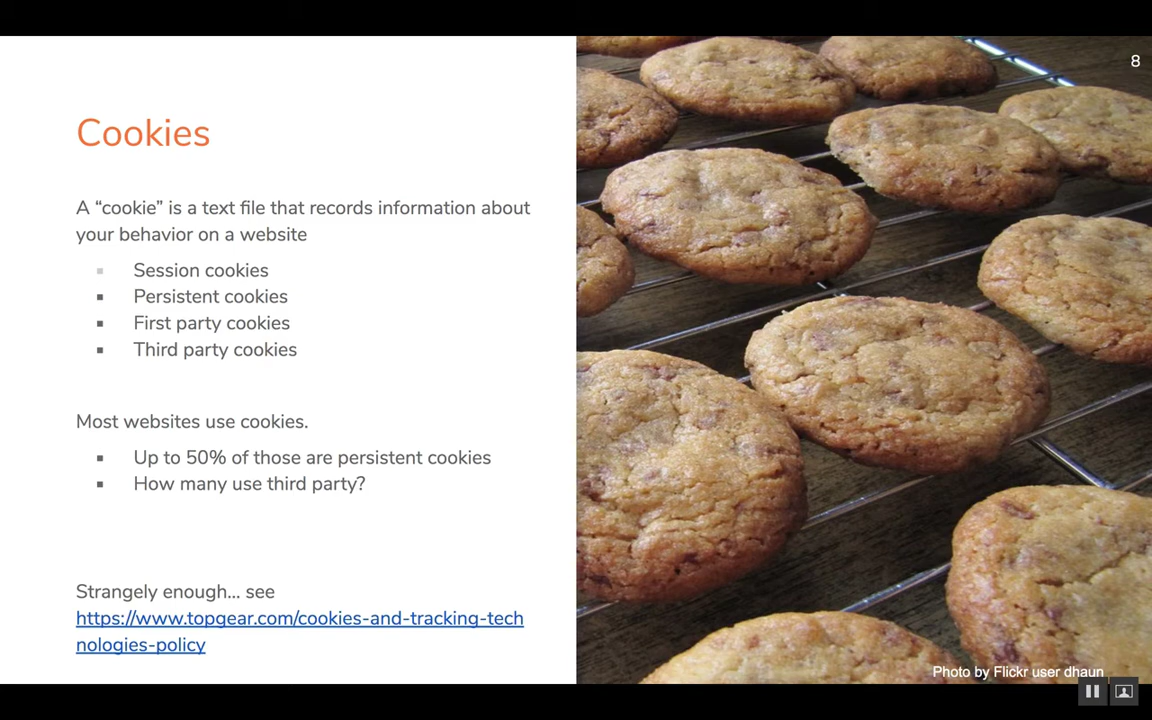 8
Cookies
A “cookie” is a text file that records information about
your behavior on a website
▪ Session cookies
▪ Persistent cookies
▪ First party cookies
▪ Third party cookies
Most websites use cookies.
▪ Up to 50% of those are persistent cookies
▪ How many use third party?
Strangely enough... see
https://www.topgear.com/cookies-and-tracking-tech
nologies-policy
Photo by Flickr user dhaun